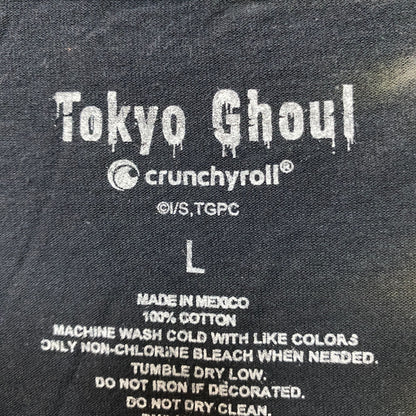 Tokyo Ghoul
crunchyroll®
©I/S,TGPC
L
MADE IN MEXICO
100% COTTON
MACHINE WASH COLD WITH LIKE COLORS
ONLY NON-CHLORINE BLEACH WHEN NEEDED.
TUMBLE DRY LOW.
DO NOT IRON IF DECORATED.
DO NOT DRY CLEAN.